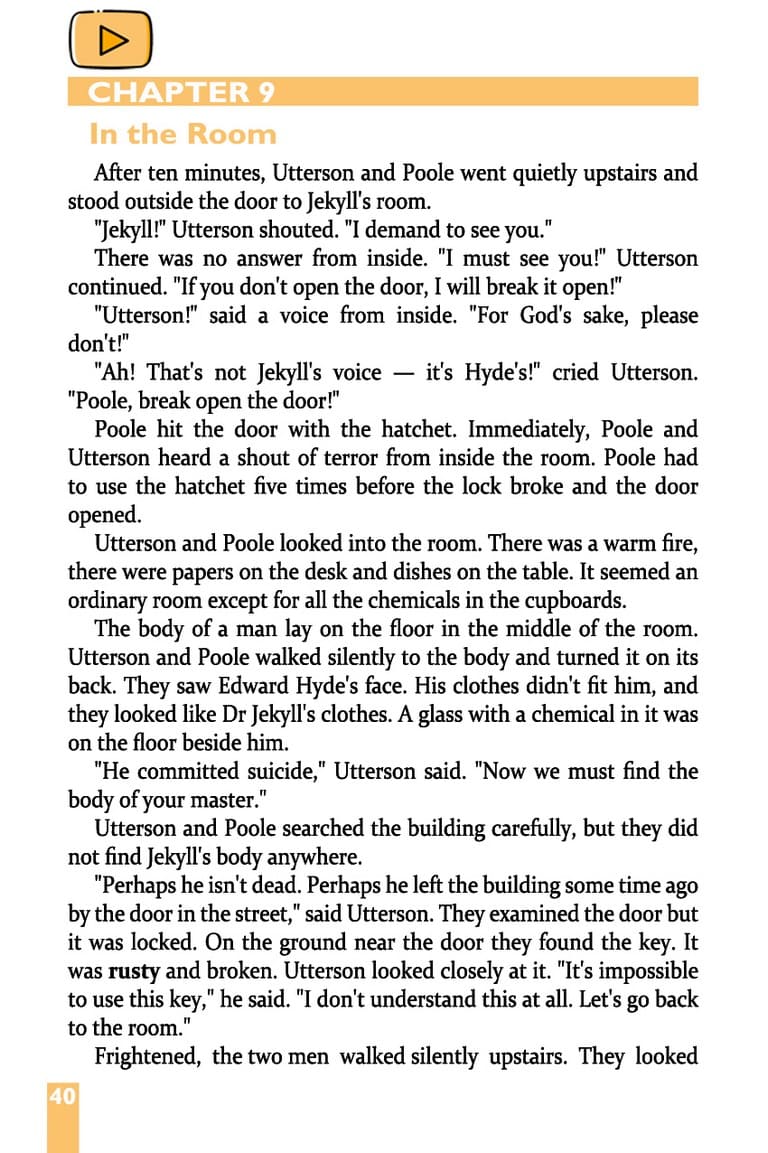 CHAPTER 9
In the Room
After ten minutes, Utterson and Poole went quietly upstairs and
stood outside the door to Jekyll's room.
"Jekyll!" Utterson shouted. "I demand to see you."
There was no answer from inside. "I must see you!" Utterson
continued. "If you don't open the door, I will break it open!"
"Utterson!" said a voice from inside. "For God's sake, please
don't!"
"Ah! That's not Jekyll's voice — it's Hyde's!" cried Utterson.
"Poole, break open the door!"
Poole hit the door with the hatchet. Immediately, Poole and
Utterson heard a shout of terror from inside the room. Poole had
to use the hatchet five times before the lock broke and the door
opened.
Utterson and Poole looked into the room. There was a warm fire,
there were papers on the desk and dishes on the table. It seemed an
ordinary room except for all the chemicals in the cupboards.
The body of a man lay on the floor in the middle of the room.
Utterson and Poole walked silently to the body and turned it on its
back. They saw Edward Hyde's face. His clothes didn't fit him, and
they looked like Dr Jekyll's clothes. A glass with a chemical in it was
on the floor beside him.
"He committed suicide," Utterson said. "Now we must find the
body of your master."
Utterson and Poole searched the building carefully, but they did
not find Jekyll's body anywhere.
"Perhaps he isn't dead. Perhaps he left the building some time ago
by the door in the street," said Utterson. They examined the door but
it was locked. On the ground near the door they found the key. It
was rusty and broken. Utterson looked closely at it. "It's impossible
to use this key," he said. "I don't understand this at all. Let's go back
to the room."
Frightened, the two men walked silently upstairs. They looked
40